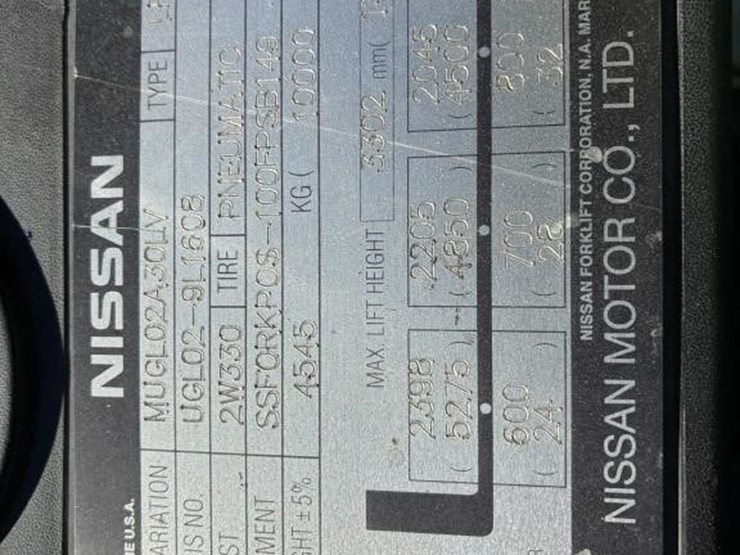 NISSAN
ARIATION MUGL02A30LV TYPE
IS NO. UGL02-9L1608
ST 2W330 TIRE PNEUMATIC
MENT SSFORKPOS-100FPSB149
GHT ± 5% 4545 KG ( 10000
MAX. LIFT HEIGHT 3302 mm(
2398 2205 2045
( 5275 ) ( 4850 ) ( 4500
600 700 800
( 24 ) ( 28 ) ( 32
NISSAN FORKLIFT CORPORATION, N.A. MAR
NISSAN MOTOR CO., LTD.
E U.S.A.